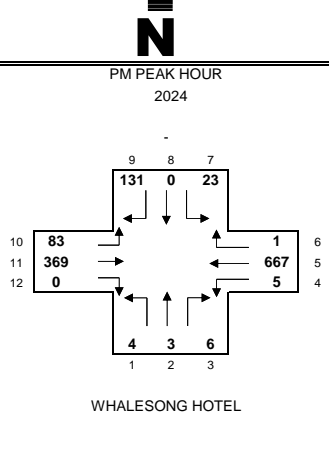 N
PM PEAK HOUR
2024
-
9 8 7
131 0 23
10 83 1 6
11 369 667 5
12 0 5 4
4 3 6
1 2 3
WHALESONG HOTEL